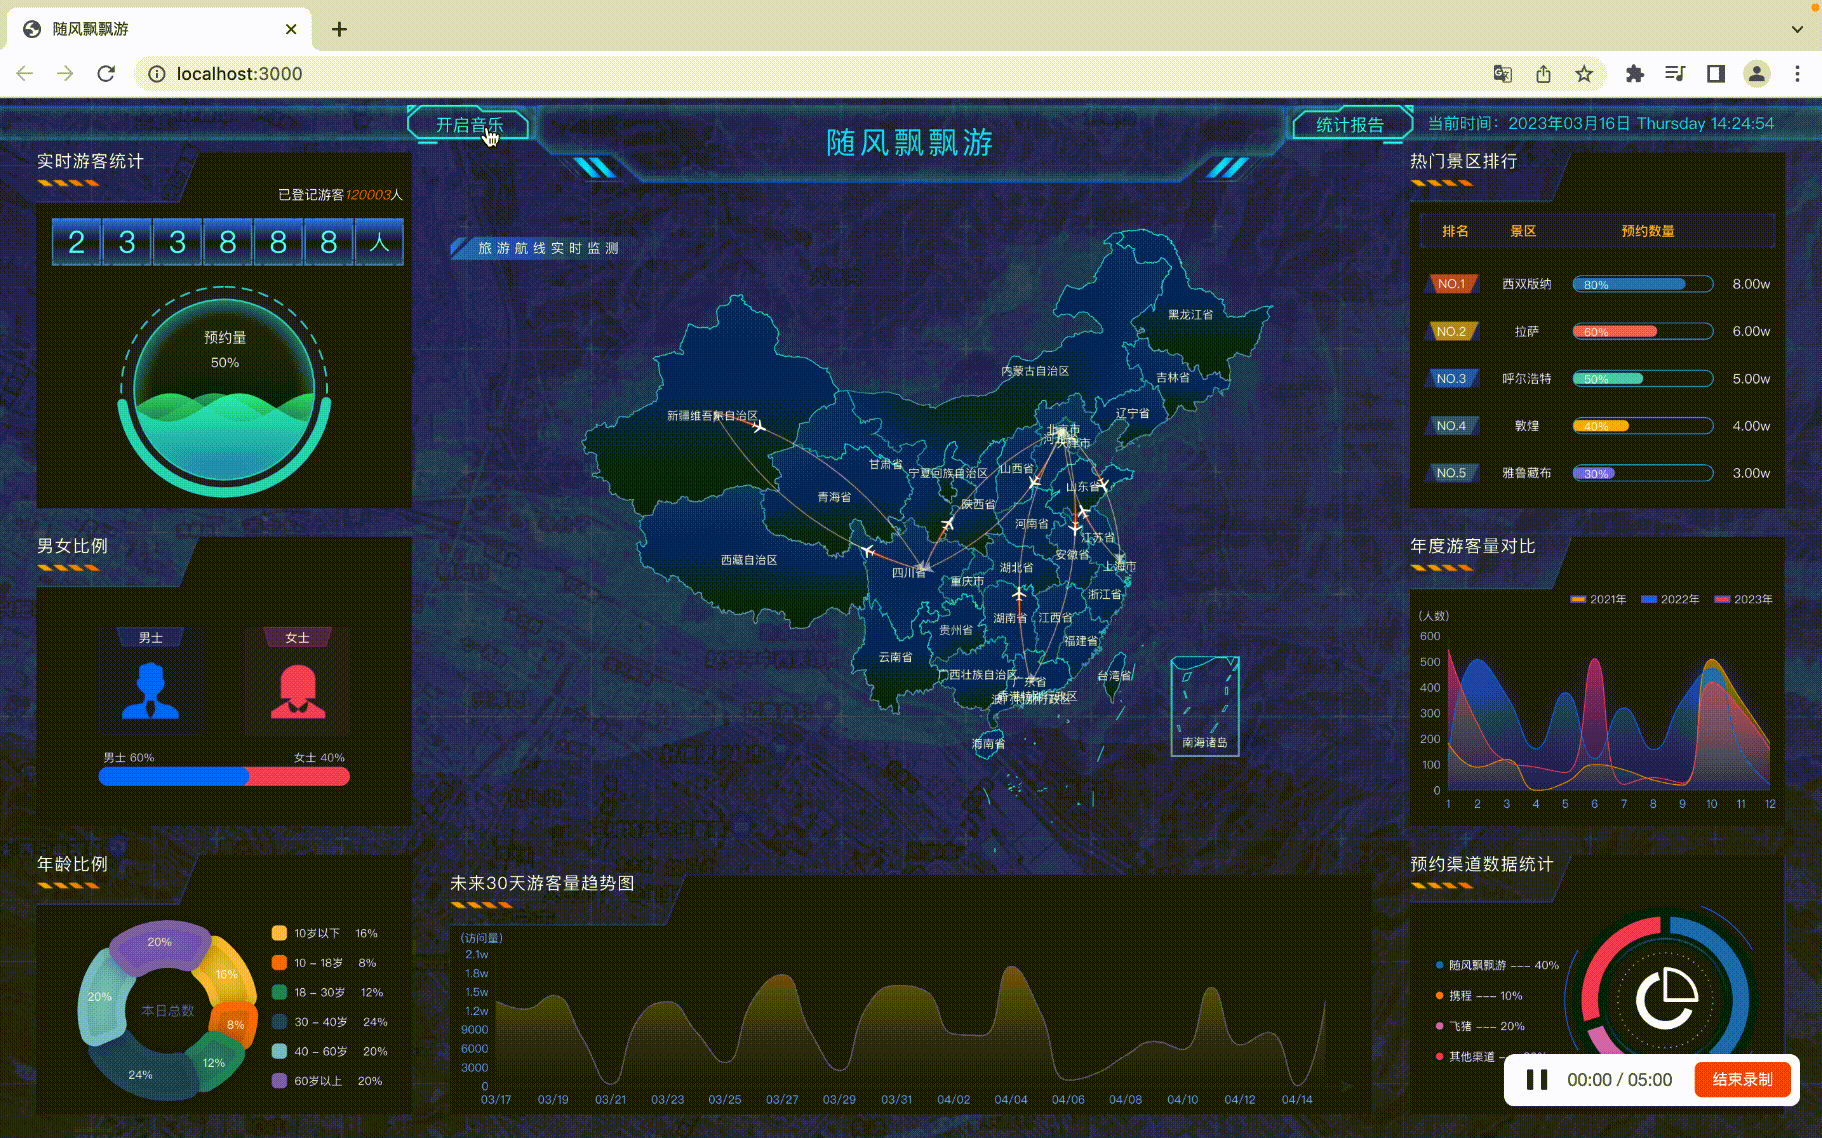 随风飘飘游
localhost:3000
开启音乐
随风飘飘游
统计报告
当前时间：2023年03月16日 Thursday 14:24:54
实时游客统计
已登记游客120003人
2 3 3 8 8 8 人
预约量
50%
男女比例
男士
女士
男士 60%
女士 40%
年龄比例
20%
16%
8%
12%
24%
20%
本日总数
10岁以下 16%
10 – 18岁 8%
18 – 30岁 12%
30 – 40岁 24%
40 – 60岁 20%
60岁以上 20%
旅游航线实时监测
黑龙江省
内蒙古自治区
吉林省
辽宁省
新疆维吾尔自治区
北京市
天津市
甘肃省
宁夏回族自治区
山西省
山东省
青海省
陕西省
河南省
江苏省
安徽省
西藏自治区
四川省
重庆市
湖北省
上海市
浙江省
湖南省
江西省
贵州省
福建省
云南省
广西壮族自治区
广东省
台湾省
香港特别行政区
海南省
南海诸岛
未来30天游客量趋势图
(访问量)
2.1w
1.8w
1.5w
1.2w
9000
6000
3000
0
03/17 03/19 03/21 03/23 03/25 03/27 03/29 03/31 04/02 04/04 04/06 04/08 04/10 04/12 04/14
热门景区排行
排名 景区 预约数量
NO.1 西双版纳 80% 8.00w
NO.2 拉萨 60% 6.00w
NO.3 呼尔浩特 50% 5.00w
NO.4 敦煌 40% 4.00w
NO.5 雅鲁藏布 30% 3.00w
年度游客量对比
2021年 2022年 2023年
(人数)
600
500
400
300
200
100
0
1 2 3 4 5 6 7 8 9 10 11 12
预约渠道数据统计
随风飘飘游 --- 40%
携程 --- 10%
飞猪 --- 20%
其他渠道
00:00 / 05:00
结束录制